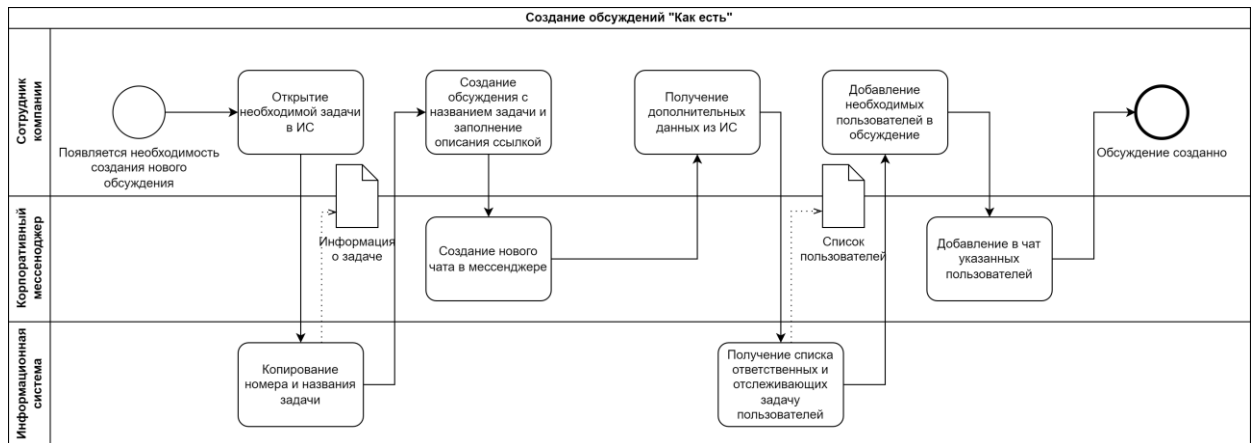 Создание обсуждений "Как есть"
Сотрудник
компании
Появляется необходимость
создания нового
обсуждения
Открытие
необходимой задачи
в ИС
Создание
обсуждения с
названием задачи и
заполнение
описания ссылкой
Получение
дополнительных
данных из ИС
Добавление
необходимых
пользователей в
обсуждение
Обсуждение созданно
Корпоративный
мессеноджер
Информация
о задаче
Создание нового
чата в мессенджере
Список
пользователей
Добавление в чат
указанных
пользователей
Информационная
система
Копирование
номера и названия
задачи
Получение списка
ответственных и
отслеживающих
задачу
пользователей